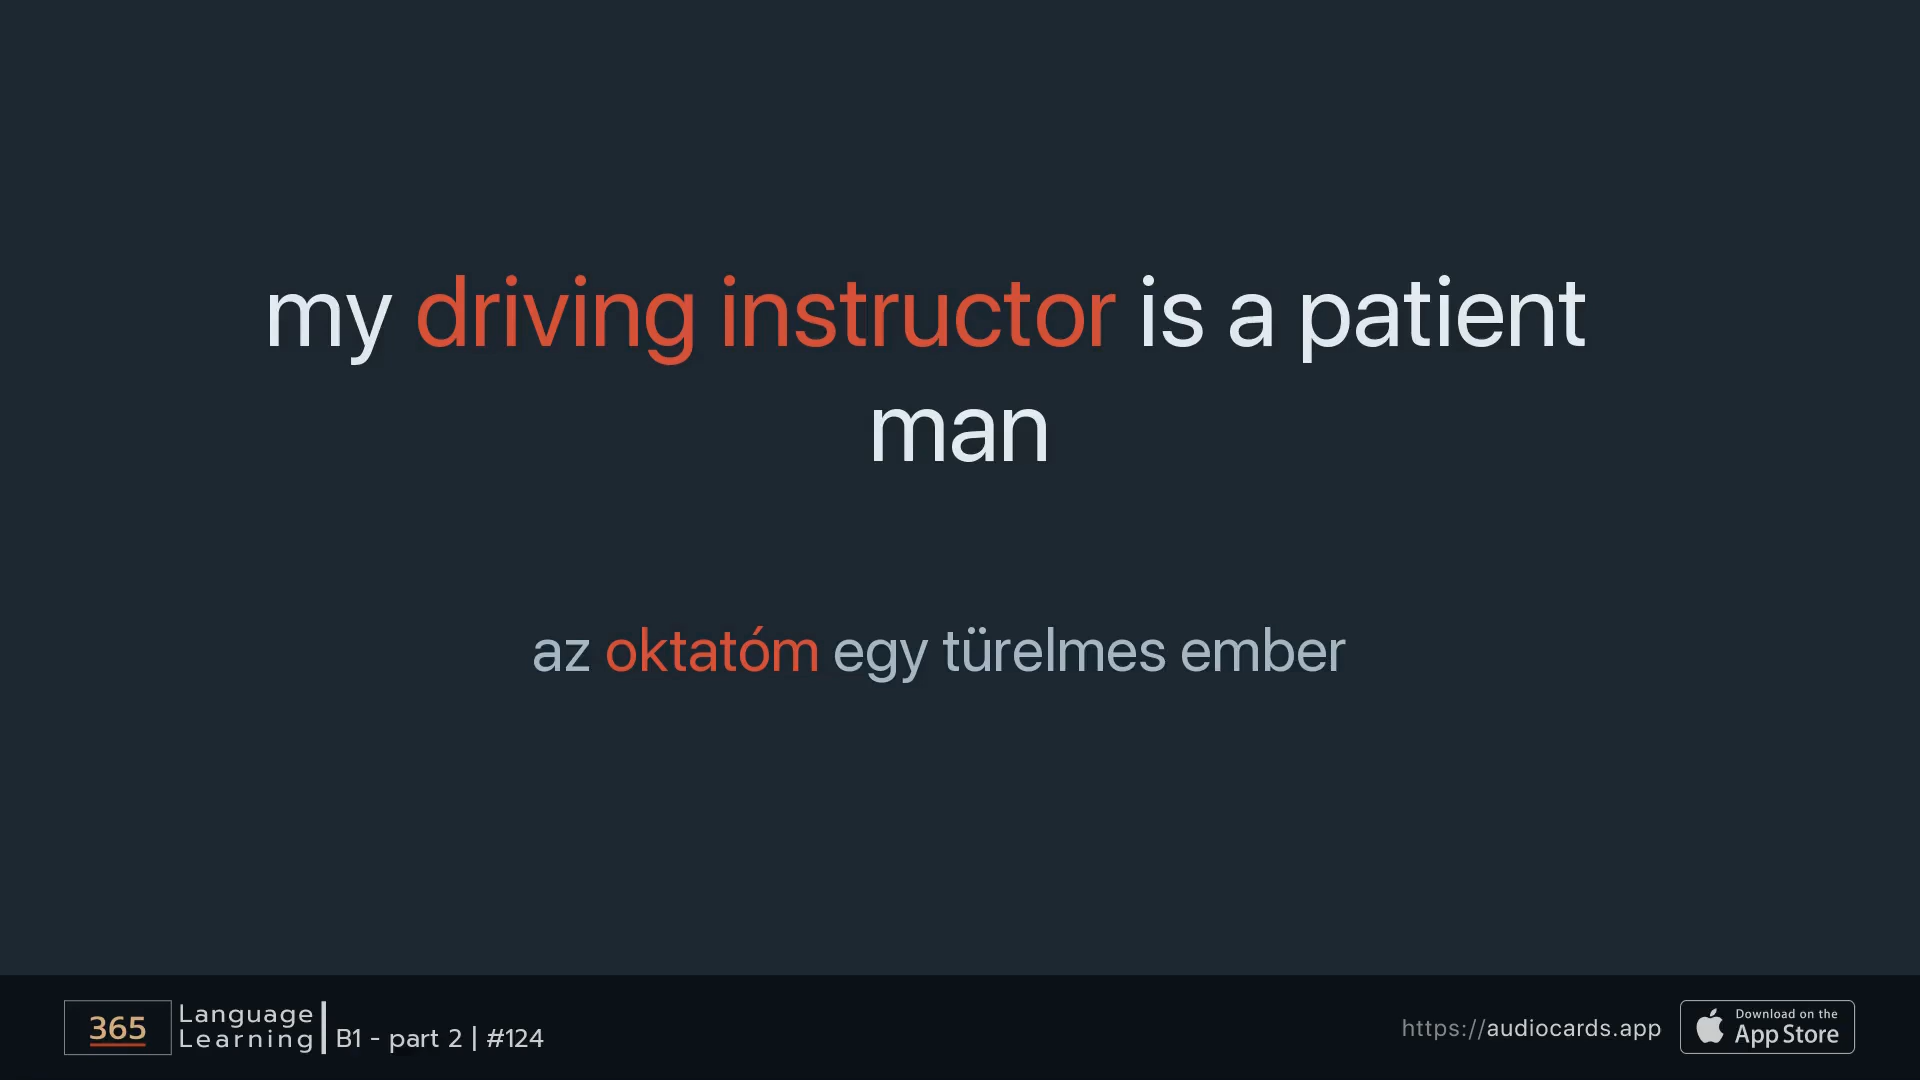 my driving instructor is a patient
man
az oktatóm egy türelmes ember
365
Language
Learning
B1 - part 2 | #124
https://audiocards.app
Download on the
App Store